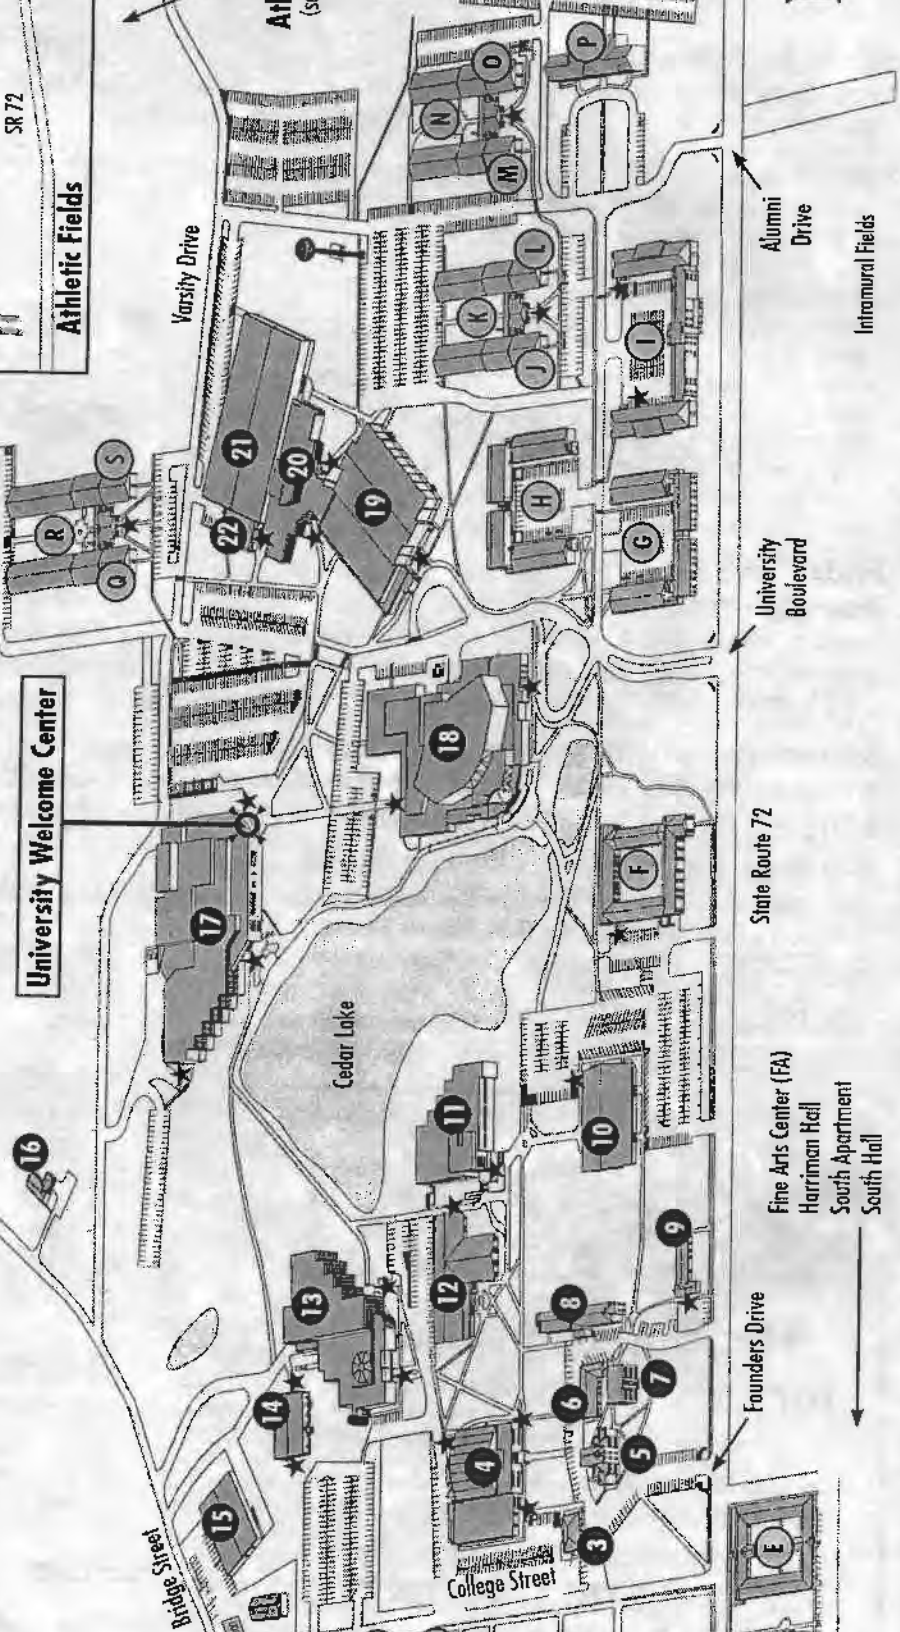 SR 72
Athletic Fields
Varsity Drive
University Welcome Center
Q
R
S
22
21
20
19
18
17
16
15
14
13
12
11
10
9
8
7
6
5
4
3
Cedar Lake
J
K
L
M
N
O
P
I
H
G
F
E
Alumni
Drive
Intramural Fields
University
Boulevard
State Route 72
Fine Arts Center (FA)
Harriman Hall
South Apartment
South Hall
Founders Drive
Bridge Street
College Street